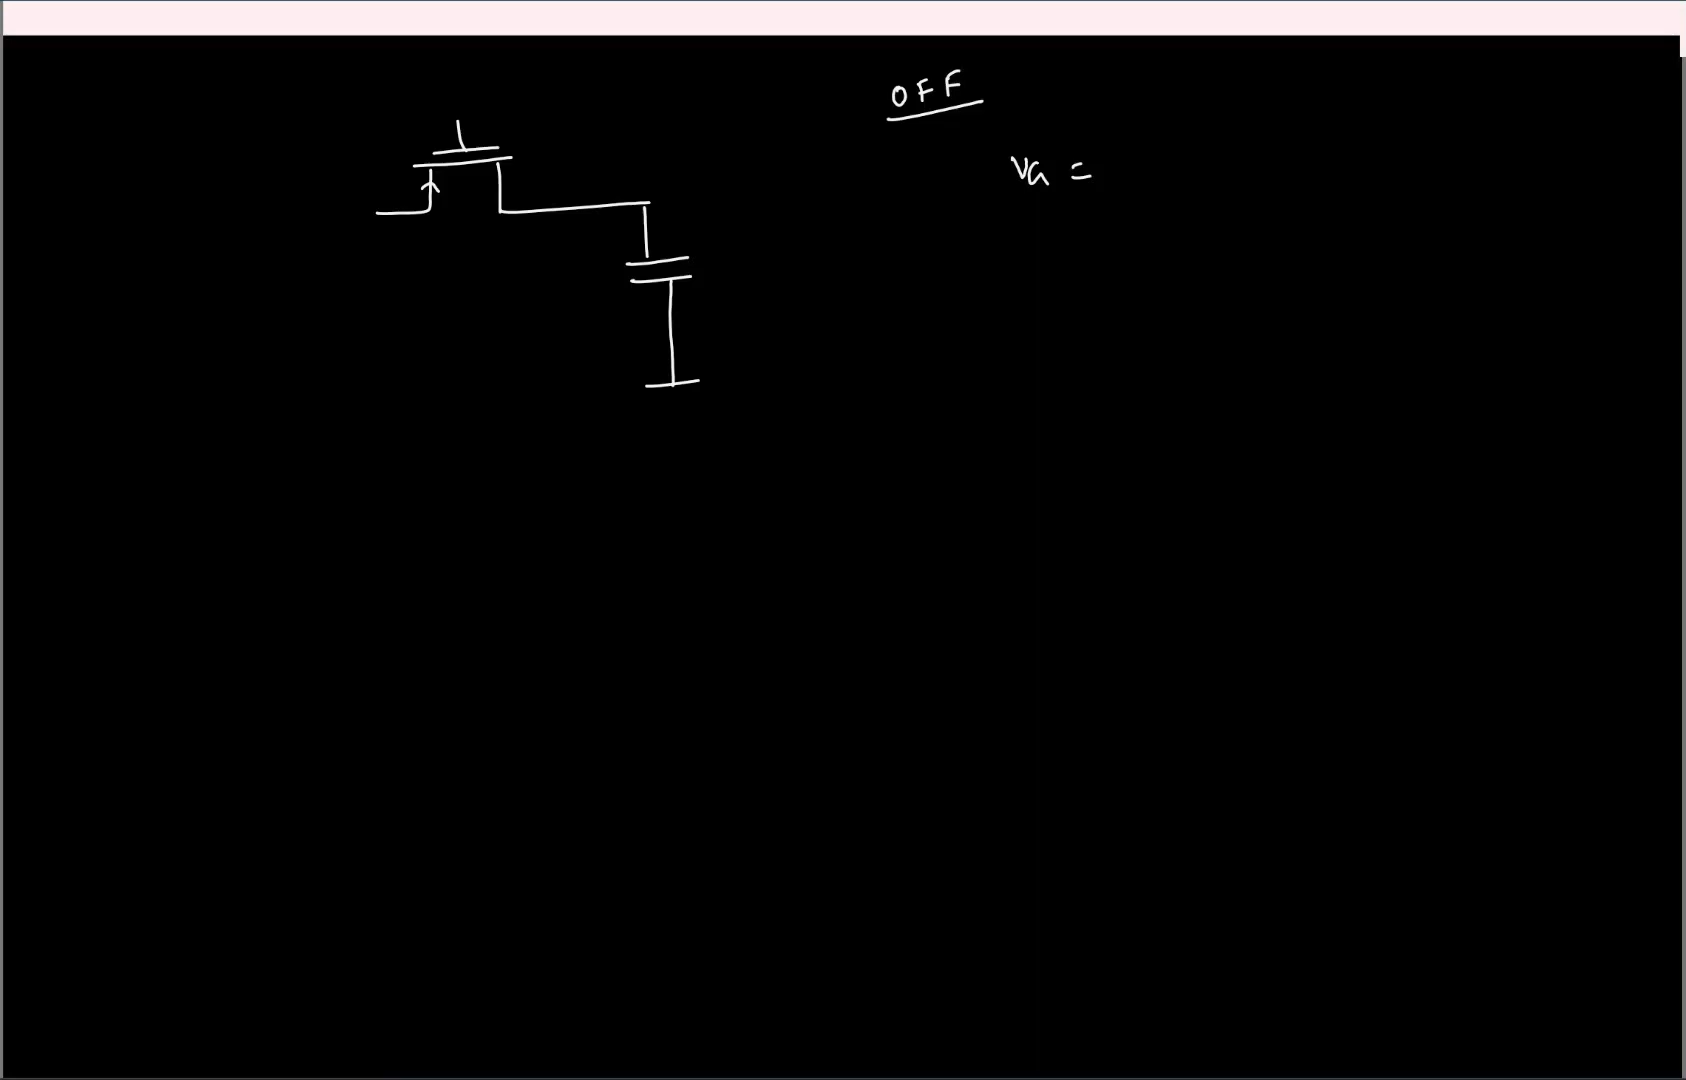 OFF
VG =